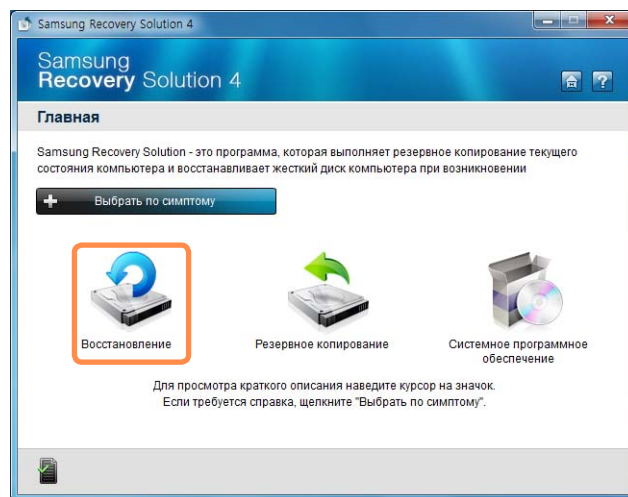 Samsung Recovery Solution 4
Samsung
Recovery Solution 4
?
Главная
Samsung Recovery Solution - это программа, которая выполняет резервное копирование текущего
состояния компьютера и восстанавливает жесткий диск компьютера при возникновении
Выбрать по симптому
Восстановление
Резервное копирование
Системное программное
обеспечение
Для просмотра краткого описания наведите курсор на значок.
Если требуется справка, щелкните "Выбрать по симптому".